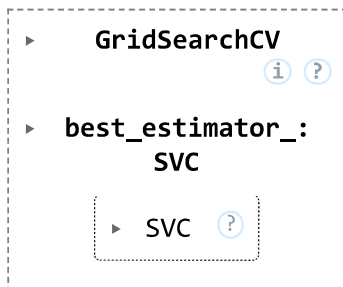 GridSearchCV
i ?
best_estimator_:
SVC
SVC ?